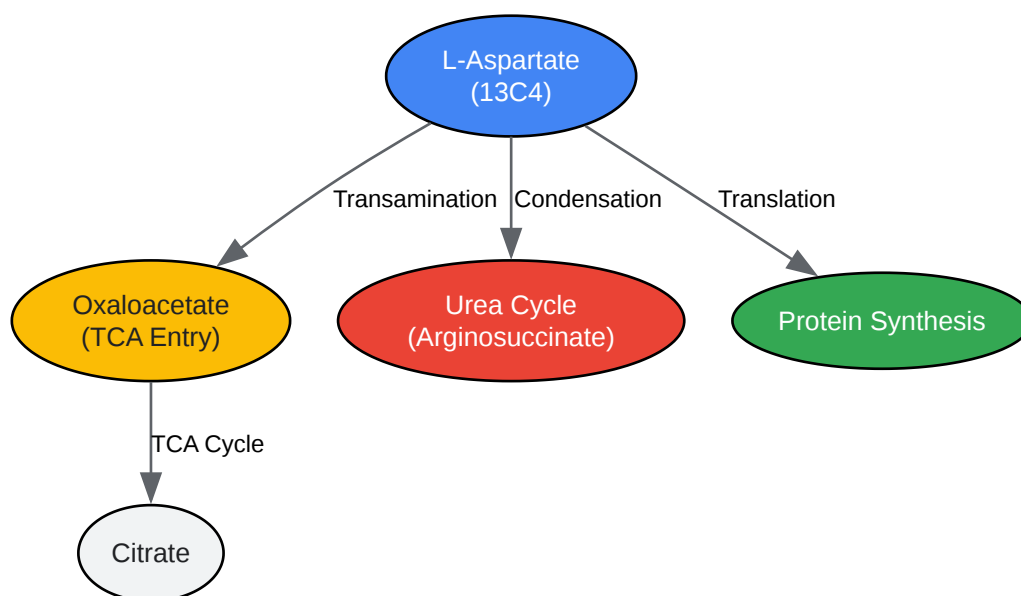 L-Aspartate
(13C4)
Transamination
Condensation
Translation
Oxaloacetate
(TCA Entry)
Urea Cycle
(Arginosuccinate)
Protein Synthesis
TCA Cycle
Citrate